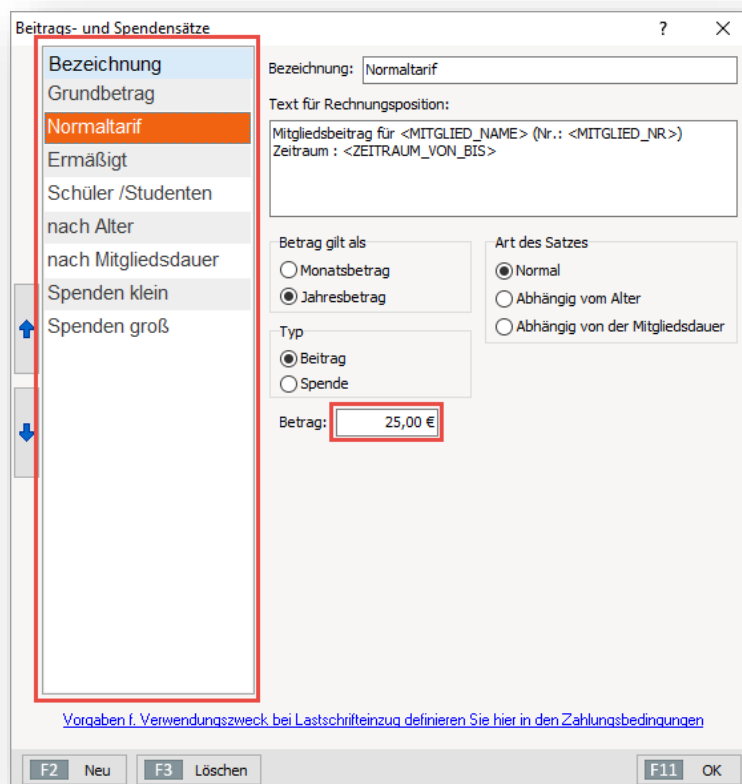 Beitrags- und Spendensätze
?
Bezeichnung
Grundbetrag
Normaltarif
Ermäßigt
Schüler /Studenten
nach Alter
nach Mitgliedsdauer
Spenden klein
Spenden groß
Bezeichnung: Normaltarif
Text für Rechnungsposition:
Mitgliedsbeitrag für <MITGLIED_NAME> (Nr.: <MITGLIED_NR>)
Zeitraum : <ZEITRAUM_VON_BIS>
Betrag gilt als
Monatsbetrag
Jahresbetrag
Art des Satzes
Normal
Abhängig vom Alter
Abhängig von der Mitgliedsdauer
Typ
Beitrag
Spende
Betrag: 25,00 €
Vorgaben f. Verwendungszweck bei Lastschrifteinzug definieren Sie hier in den Zahlungsbedingungen
F2 Neu F3 Löschen F11 OK